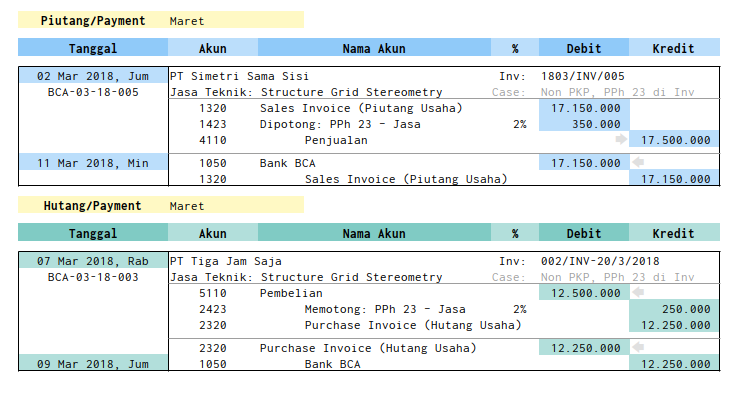 Piutang/Payment Maret
Tanggal Akun Nama Akun % Debit Kredit
02 Mar 2018, Jum PT Simetri Sama Sisi Inv: 1803/INV/005
BCA-03-18-005 Jasa Teknik: Structure Grid Stereometry Case: Non PKP, PPh 23 di Inv
1320 Sales Invoice (Piutang Usaha) 17.150.000
1423 Dipotong: PPh 23 - Jasa 2% 350.000
4110 Penjualan 17.500.000
11 Mar 2018, Min 1050 Bank BCA 17.150.000
1320 Sales Invoice (Piutang Usaha) 17.150.000
Hutang/Payment Maret
Tanggal Akun Nama Akun % Debit Kredit
07 Mar 2018, Rab PT Tiga Jam Saja Inv: 002/INV-20/3/2018
BCA-03-18-003 Jasa Teknik: Structure Grid Stereometry Case: Non PKP, PPh 23 di Inv
5110 Pembelian 12.500.000
2423 Memotong: PPh 23 - Jasa 2% 250.000
2320 Purchase Invoice (Hutang Usaha) 12.250.000
2320 Purchase Invoice (Hutang Usaha) 12.250.000
09 Mar 2018, Jum 1050 Bank BCA 12.250.000